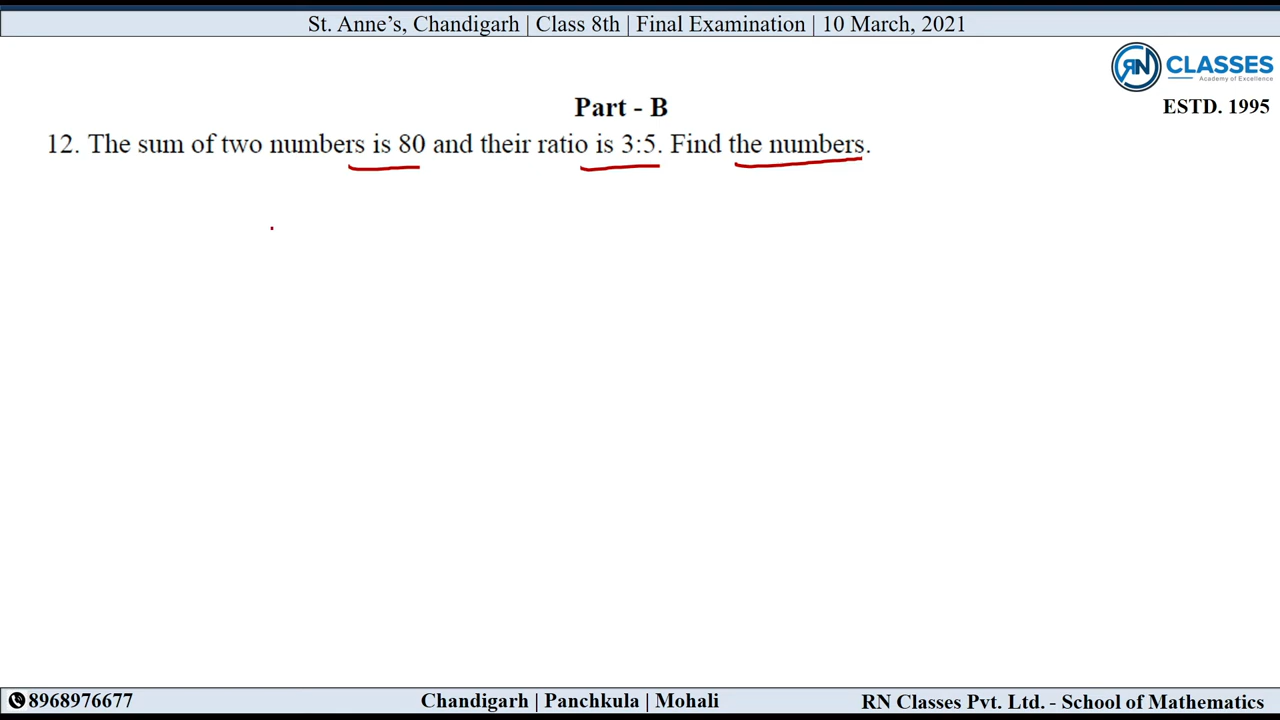 St. Anne’s, Chandigarh | Class 8th | Final Examination | 10 March, 2021
RN CLASSES
Academy of Excellence
ESTD. 1995
Part - B
12. The sum of two numbers is 80 and their ratio is 3:5. Find the numbers.
8968976677
Chandigarh | Panchkula | Mohali
RN Classes Pvt. Ltd. - School of Mathematics